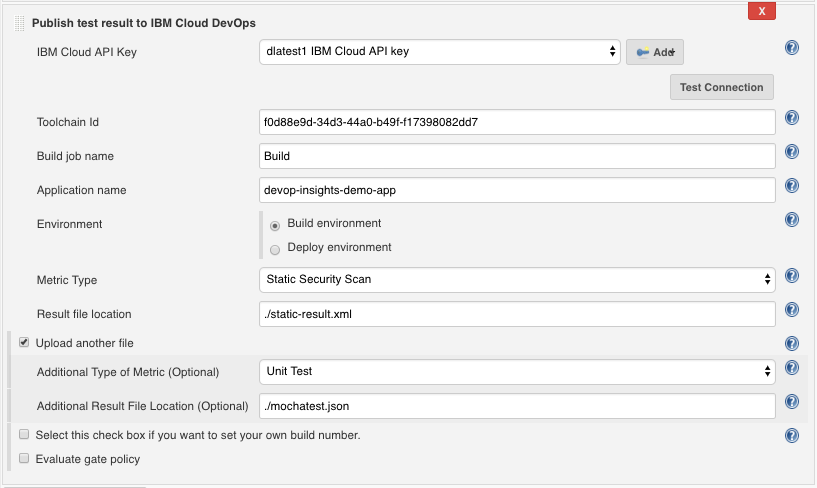 X
Publish test result to IBM Cloud DevOps
IBM Cloud API Key
dlatest1 IBM Cloud API key
Add
Test Connection
Toolchain Id
f0d88e9d-34d3-44a0-b49f-f17398082dd7
Build job name
Build
Application name
devop-insights-demo-app
Environment
Build environment
Deploy environment
Metric Type
Static Security Scan
Result file location
./static-result.xml
Upload another file
Additional Type of Metric (Optional)
Unit Test
Additional Result File Location (Optional)
./mochatest.json
Select this check box if you want to set your own build number.
Evaluate gate policy